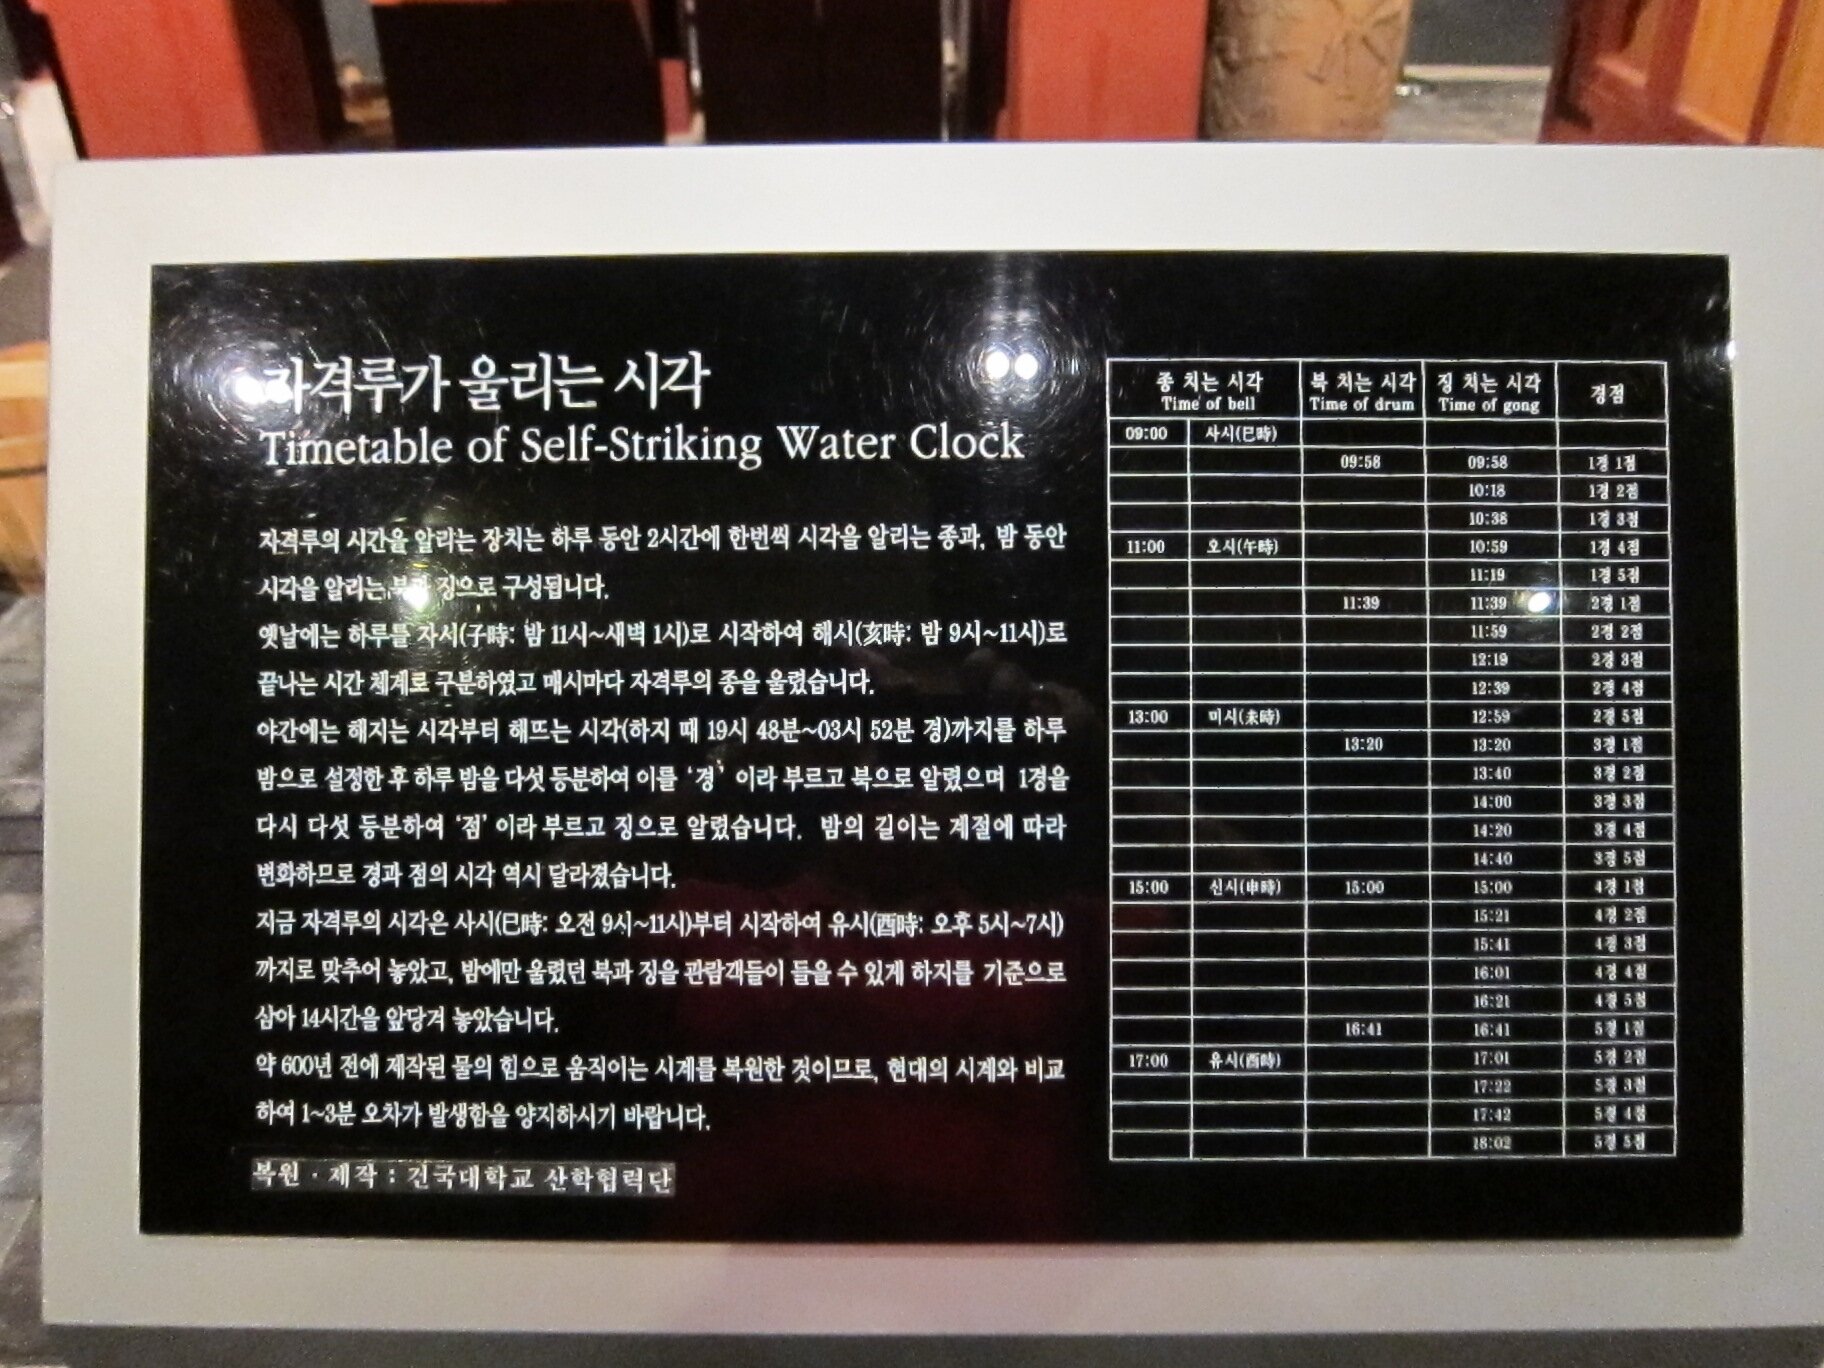 자격루가 울리는 시각
Timetable of Self-Striking Water Clock
자격루의 시간을 알리는 장치는 하루 동안 2시간에 한번씩 시각을 알리는 종과, 밤 동안
시각을 알리는 북과 징으로 구성됩니다.
옛날에는 하루를 자시(子時: 밤 11시~새벽 1시)로 시작하여 해시(亥時: 밤 9시~11시)로
끝나는 시간 체계로 구분하였고 매시마다 자격루의 종을 울렸습니다.
야간에는 해지는 시각부터 해뜨는 시각(하지 때 19시 48분~03시 52분 경)까지를 하루
밤으로 설정한 후 하루 밤을 다섯 등분하여 이를 '경' 이라 부르고 북으로 알렸으며 1경을
다시 다섯 등분하여 '점' 이라 부르고 징으로 알렸습니다. 밤의 길이는 계절에 따라
변화하므로 경과 점의 시각 역시 달라졌습니다.
지금 자격루의 시각은 사시(巳時: 오전 9시~11시)부터 시작하여 유시(酉時: 오후 5시~7시)
까지로 맞추어 놓았고, 밤에만 울렸던 북과 징을 관람객들이 들을 수 있게 하지를 기준으로
삼아 14시간을 앞당겨 놓았습니다.
약 600년 전에 제작된 물의 힘으로 움직이는 시계를 복원한 것이므로, 현대의 시계와 비교
하여 1~3분 오차가 발생함을 양지하시기 바랍니다.
복원 · 제작 : 건국대학교 산학협력단
종 치는 시각 북 치는 시각 징 치는 시각 경점
Time of bell Time of drum Time of gong
09:00 사시(巳時)
09:58 09:58 1경 1점
10:18 1경 2점
10:38 1경 3점
11:00 오시(午時) 10:59 1경 4점
11:19 1경 5점
11:39 11:39 2경 1점
11:59 2경 2점
12:19 2경 3점
12:39 2경 4점
13:00 미시(未時) 12:59 2경 5점
13:20 13:20 3경 1점
13:40 3경 2점
14:00 3경 3점
14:20 3경 4점
14:40 3경 5점
15:00 신시(申時) 15:00 15:00 4경 1점
15:21 4경 2점
15:41 4경 3점
16:01 4경 4점
16:21 4경 5점
16:41 16:41 5경 1점
17:00 유시(酉時) 17:01 5경 2점
17:22 5경 3점
17:42 5경 4점
18:02 5경 5점